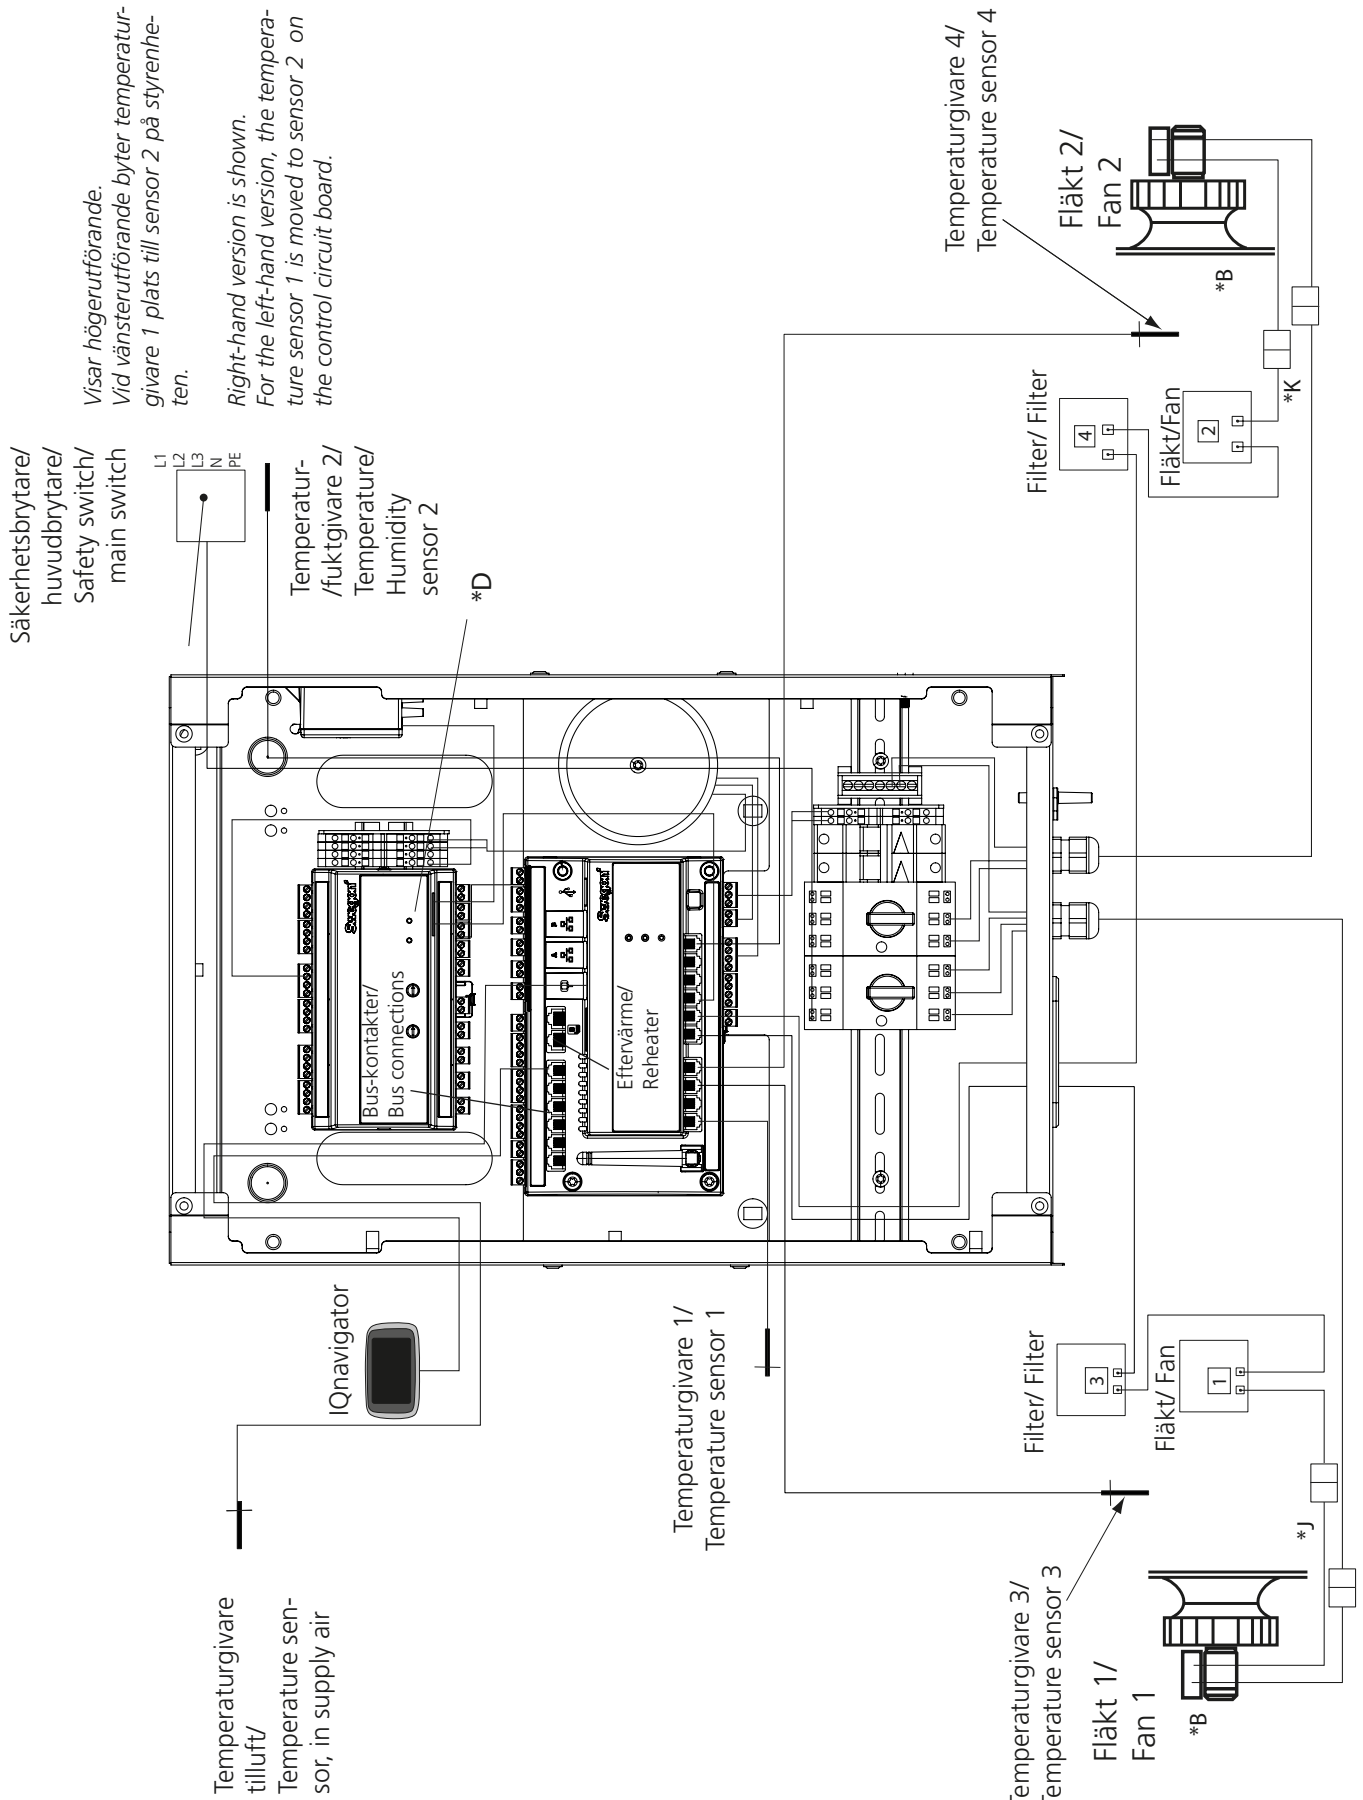 Visar högerutförande.
Vid vänsterutförande byter temperatur-
givare 1 plats till sensor 2 på styrenhe-
ten.
Right-hand version is shown.
For the left-hand version, the tempera-
ture sensor 1 is moved to sensor 2 on
the control circuit board.
Säkerhetsbrytare/
huvudbrytare/
Safety switch/
main switch
L1
L2
L3
N
PE
Temperatur-
/fuktgivare 2/
Temperature/
Humidity
sensor 2
*D
Temperaturgivare 4/
Temperature sensor 4
Fläkt 2/
Fan 2
*B
*K
Filter/ Filter
4
Fläkt/Fan
2
Swegon
Bus-kontakter/
Bus connections
Swegon
B
A
Eftervärme/
Reheater
IQnavigator
Temperaturgivare
tilluft/
Temperature sen-
sor, in supply air
Temperaturgivare 1/
Temperature sensor 1
Filter/ Filter
3
Fläkt/ Fan
1
Temperaturgivare 3/
Temperature sensor 3
Fläkt 1/
Fan 1
*B
*J